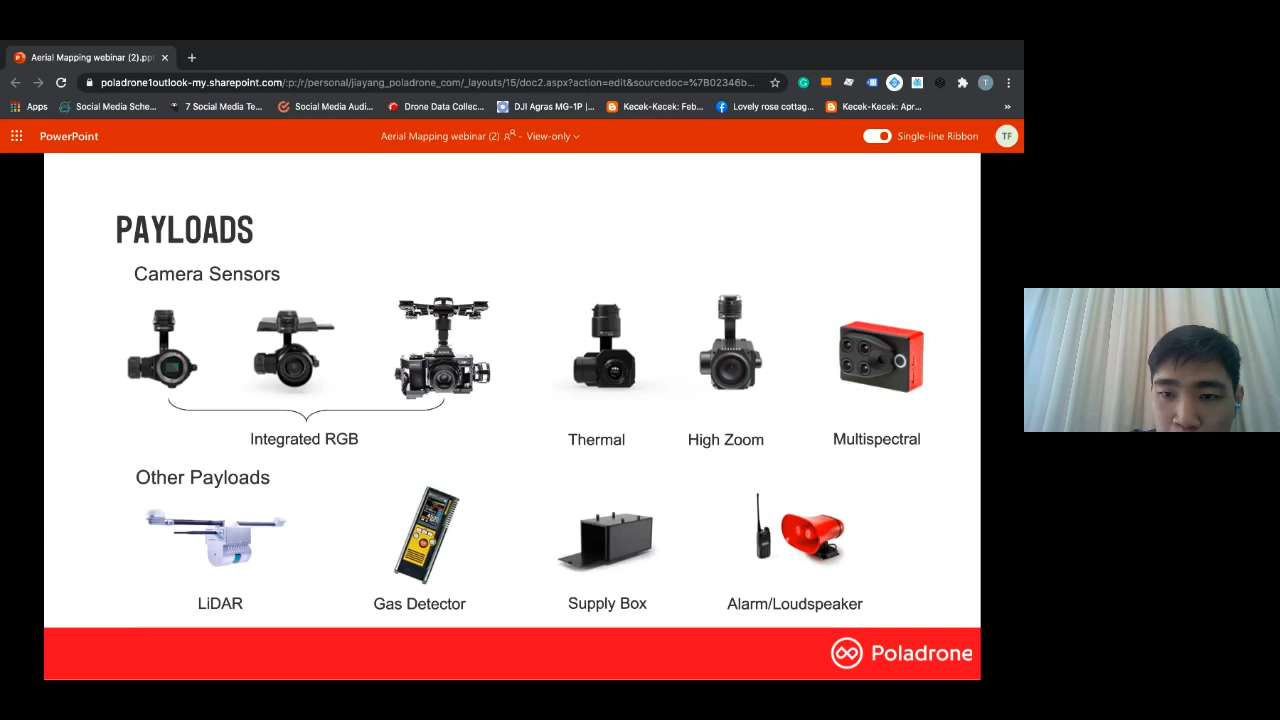 Aerial Mapping webinar (2).ppt
poladrone1outlook-my.sharepoint.com/:p:/r/personal/jiayang_poladrone_com/_layouts/15/doc2.aspx?action=edit&sourcedoc=%7B02346b...
T
Apps
Social Media Sche...
7 Social Media Te...
Social Media Audi...
Drone Data Collec...
DJI Agras MG-1P |...
Kecek-Kecek: Feb...
Lovely rose cottag...
Kecek-Kecek: Apr...
»
PowerPoint
Aerial Mapping webinar (2) - View-only
Single-line Ribbon
TF
PAYLOADS
Camera Sensors
Integrated RGB
Thermal
High Zoom
Multispectral
Other Payloads
LiDAR
Gas Detector
Supply Box
Alarm/Loudspeaker
Poladrone